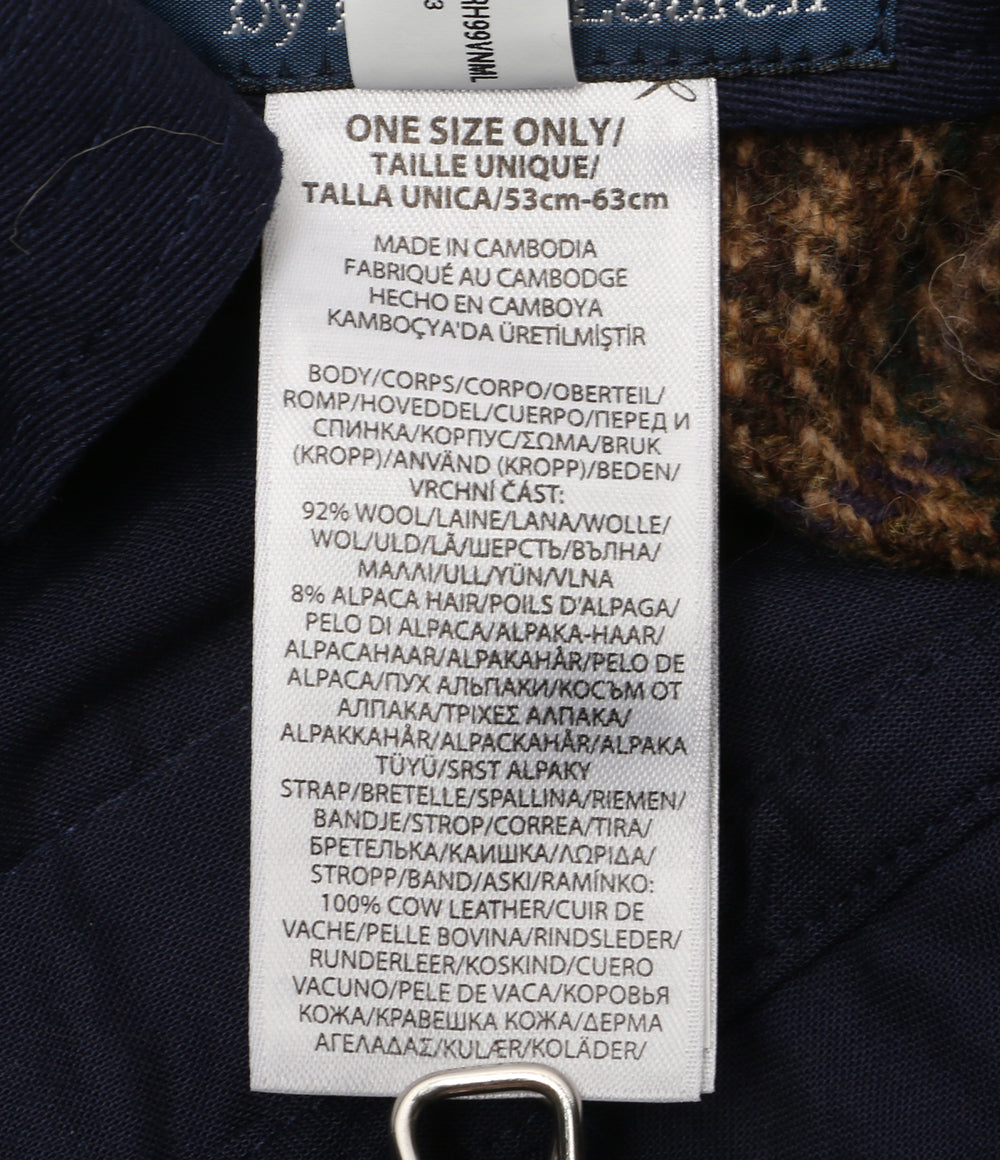 by
3
ONE SIZE ONLY/
TAILLE UNIQUE/
TALLA UNICA/53cm-63cm
MADE IN CAMBODIA
FABRIQUÉ AU CAMBODGE
HECHO EN CAMBOYA
KAMBOÇYA'DA ÜRETİLMİŞTİR
BODY/CORPS/CORPO/OBERTEIL/
ROMP/HOVEDDEL/CUERPO/ПЕРЕД И
СПИНКА/КОРПУС/ΣΩΜΑ/BRUK
(KROPP)/ANVÄND (KROPP)/BEDEN/
VRCHNÍ ČÁST:
92% WOOL/LAINE/LANA/WOLLE/
WOL/ULD/LÃ/ШЕРСТЬ/ВЪЛНА/
ΜΑΛΛΙ/ULL/YÜN/VLNA
8% ALPACA HAIR/POILS D'ALPAGA/
PELO DI ALPACA/ALPAKA-HAAR/
ALPACAHAAR/ALPAKAHÅR/PELO DE
ALPACA/ПУХ АЛЬПАКИ/КОСЪМ ОТ
АЛПАКА/ΤΡΙΧΕΣ ΑΛΠΑΚΑ/
ALPAKKAHÅR/ALPACKAHÅR/ALPAKA
TÜYÜ/SRST ALPAKY
STRAP/BRETELLE/SPALLINA/RIEMEN/
BANDJE/STROP/CORREA/TIRA/
БРЕТЕЛЬКА/КАИШКА/ΛΩΡΙΔΑ/
STROPP/BAND/ASKI/RAMÍNKO:
100% COW LEATHER/CUIR DE
VACHE/PELLE BOVINA/RINDSLEDER/
RUNDERLEER/KOSKIND/CUERO
VACUNO/PELE DE VACA/КОРОВЬЯ
КОЖА/КРАВЕШКА КОЖА/ΔΕΡΜΑ
ΑΓΕΛΑΔΑΣ/KULÆR/KOLÄDER/